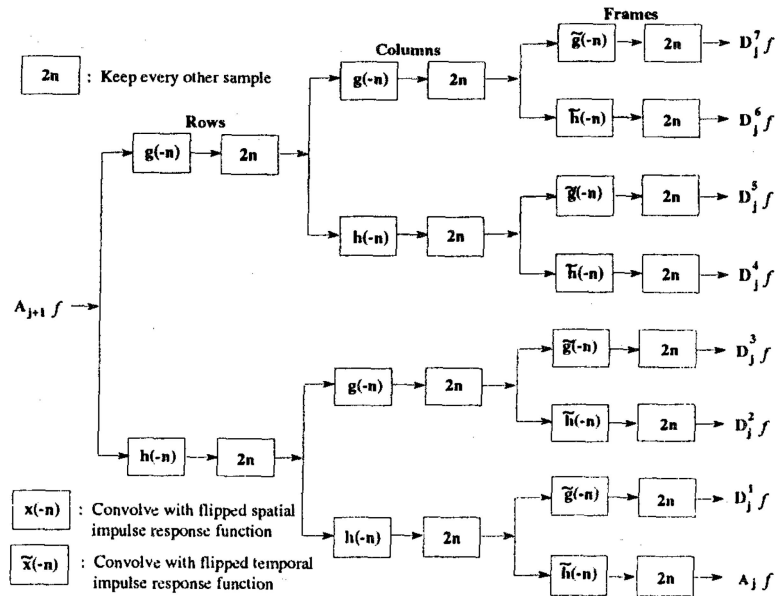 Frames
Columns
Rows
2n : Keep every other sample
g̃(-n) 2n D_j^7 f
g(-n) 2n
h̃(-n) 2n D_j^6 f
g(-n) 2n
g̃(-n) 2n D_j^5 f
h(-n) 2n
h̃(-n) 2n D_j^4 f
A_{j+1} f
g̃(-n) 2n D_j^3 f
g(-n) 2n
h̃(-n) 2n D_j^2 f
h(-n) 2n
g̃(-n) 2n D_j^1 f
h(-n) 2n
h̃(-n) 2n A_j f
x(-n) : Convolve with flipped spatial
impulse response function
x̃(-n) : Convolve with flipped temporal
impulse response function